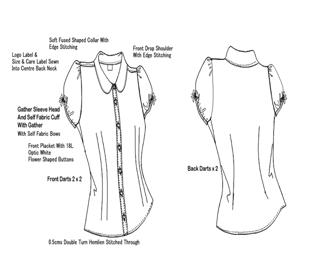 Soft Fused Shaped Collar With
Edge Stitching
Front Drop Shoulder
With Edge Stitching
Logo Label &
Size & Care Label Sewn
Into Centre Back Neck
Gather Sleeve Head
And Self Fabric Cuff
With Gather
With Self Fabric Bows
Front Placket With 18L
Optic White
Flower Shaped Buttons
Front Darts 2 x 2
Back Darts x 2
0.5cms Double Turn Hemlien Stitched Through